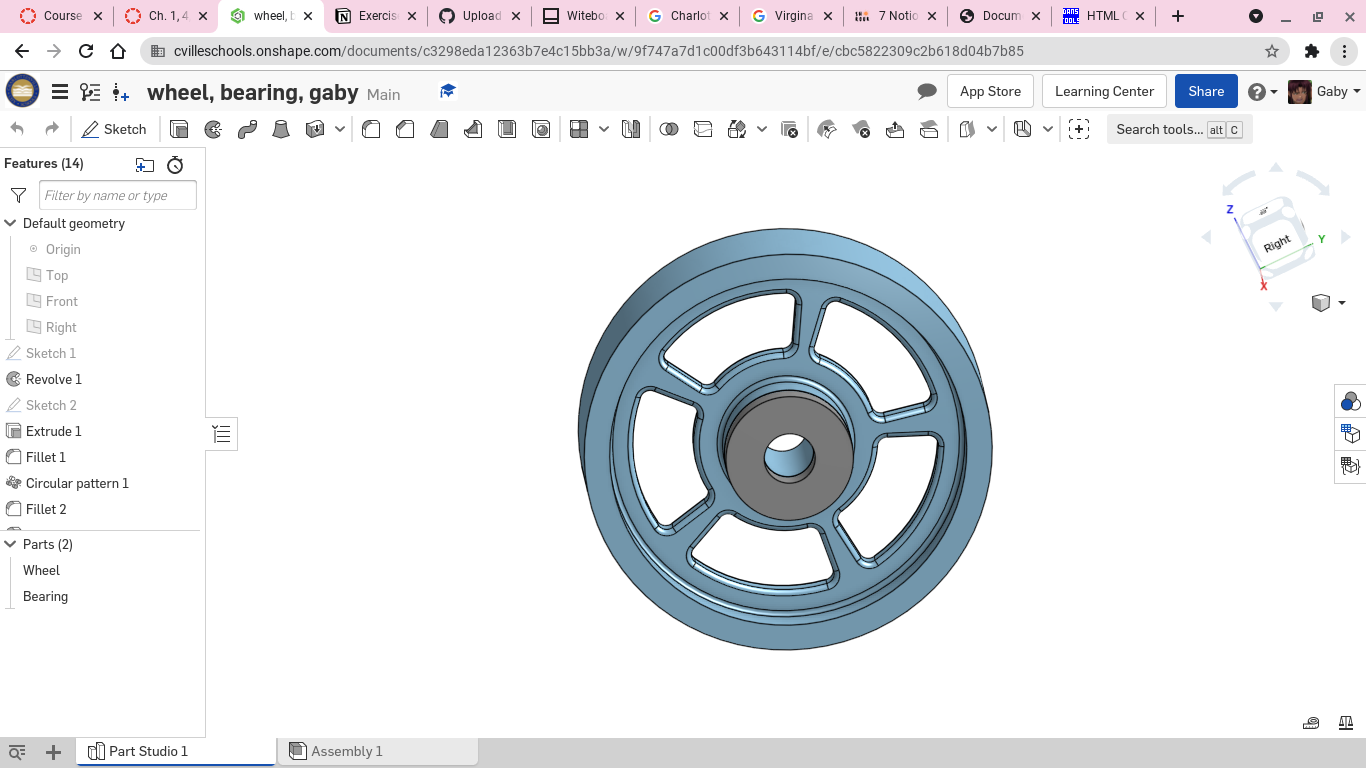 Course
Ch. 1, 4
wheel, b
Exercis
Upload
Witebo
Charlot
Virgina
7 Notio
Docum
HTML C
cvilleschools.onshape.com/documents/c3298eda12363b7e4c15bb3a/w/9f747a7d1c00df3b643114bf/e/cbc5822309c2b618d04b7b85
wheel, bearing, gaby Main
App Store
Learning Center
Share
Gaby
Sketch
Search tools... alt C
Features (14)
Filter by name or type
Default geometry
Origin
Top
Front
Right
Sketch 1
Revolve 1
Sketch 2
Extrude 1
Fillet 1
Circular pattern 1
Fillet 2
Parts (2)
Wheel
Bearing
Z
Right
Y
X
Part Studio 1
Assembly 1